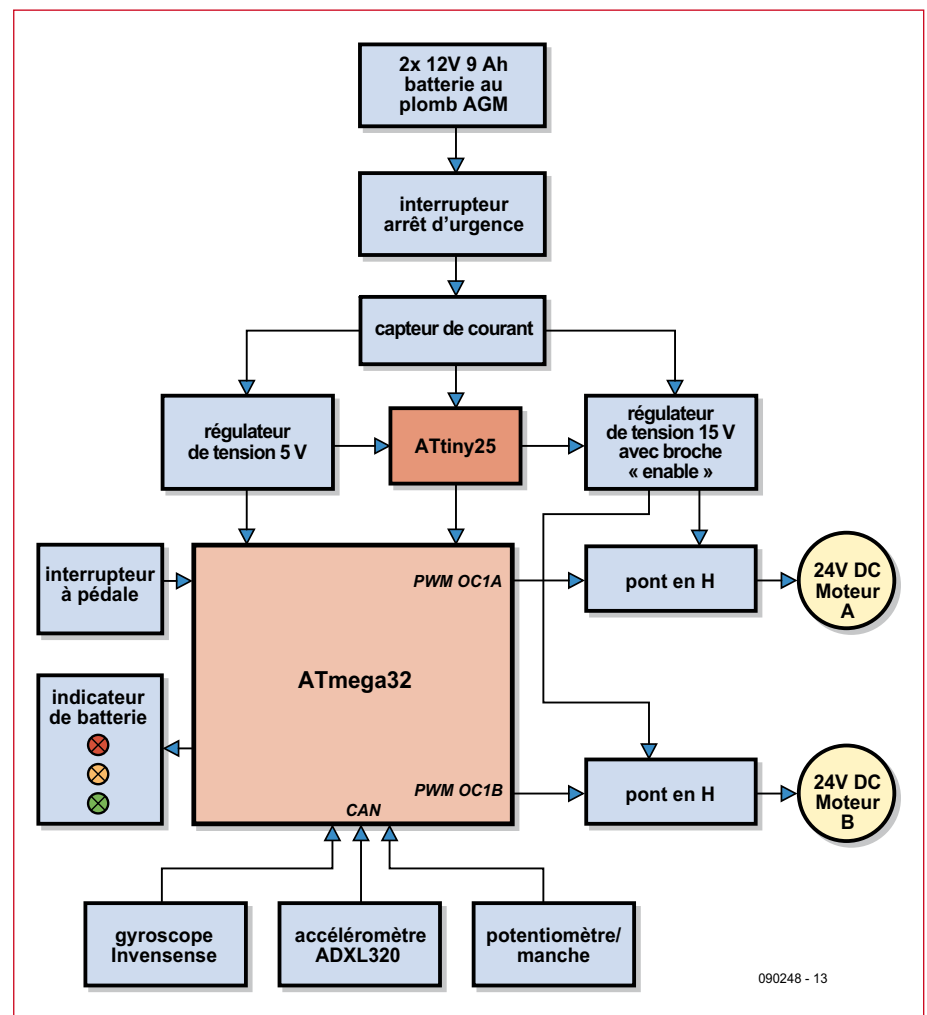 2x 12V 9 Ah
batterie au
plomb AGM
interrupteur
arrêt d’urgence
capteur de courant
régulateur
de tension 5 V
ATtiny25
régulateur
de tension 15 V
avec broche
« enable »
interrupteur
à pédale
PWM OC1A
pont en H
24V DC
Moteur
A
ATmega32
indicateur
de batterie
PWM OC1B
pont en H
24V DC
Moteur
B
CAN
gyroscope
Invensense
accéléromètre
ADXL320
potentiomètre/
manche
090248 - 13